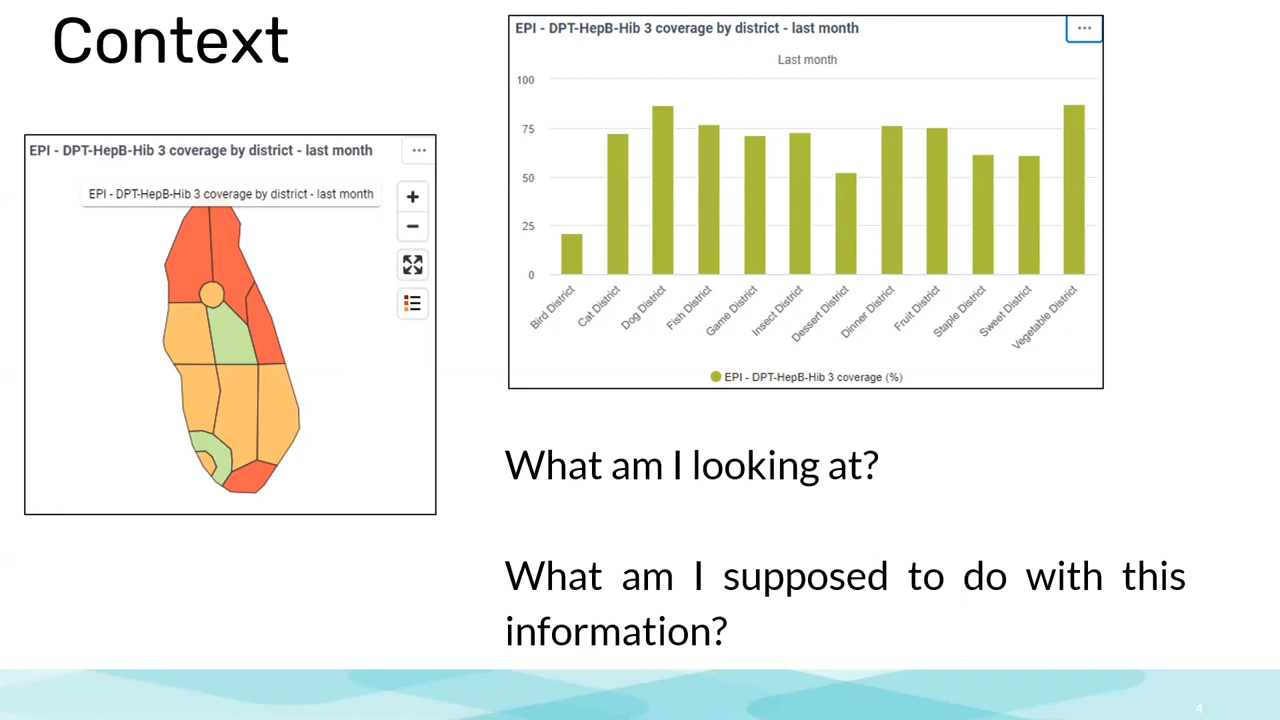 Context
EPI - DPT-HepB-Hib 3 coverage by district - last month
EPI - DPT-HepB-Hib 3 coverage by district - last month
EPI - DPT-HepB-Hib 3 coverage by district - last month
Last month
100
75
50
25
0
Bird District
Cat District
Dog District
Fish District
Game District
Insect District
Dessert District
Dinner District
Fruit District
Staple District
Sweet District
Vegetable District
EPI - DPT-HepB-Hib 3 coverage (%)
What am I looking at?
What am I supposed to do with this
information?
4